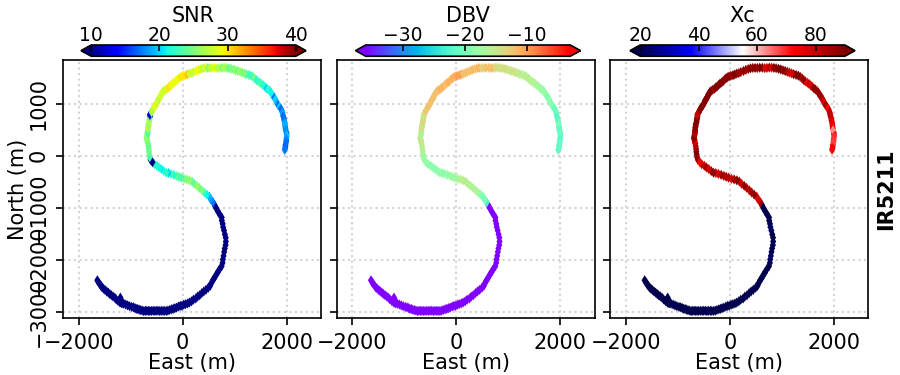 SNR DBV Xc
10 20 30 40 −30 −20 −10 20 40 60 80
1000
0
−1000
−2000
−3000
North (m)
−2000 0 2000 −2000 0 2000 −2000 0 2000
East (m) East (m) East (m)
IR5211